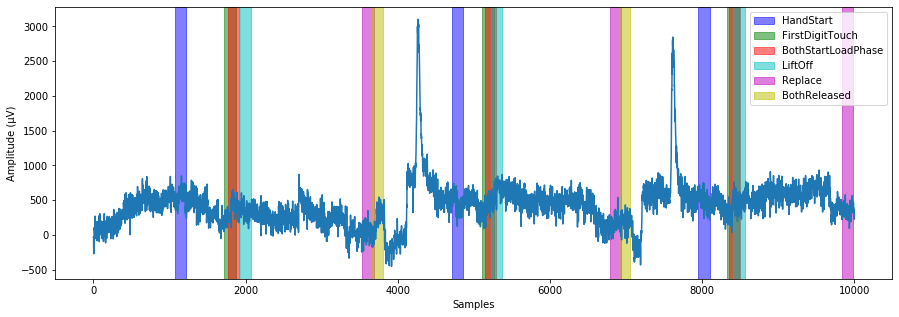 HandStart
FirstDigitTouch
BothStartLoadPhase
LiftOff
Replace
BothReleased
Amplitude (μV)
3000
2500
2000
1500
1000
500
0
−500
0
2000
4000
6000
8000
10000
Samples